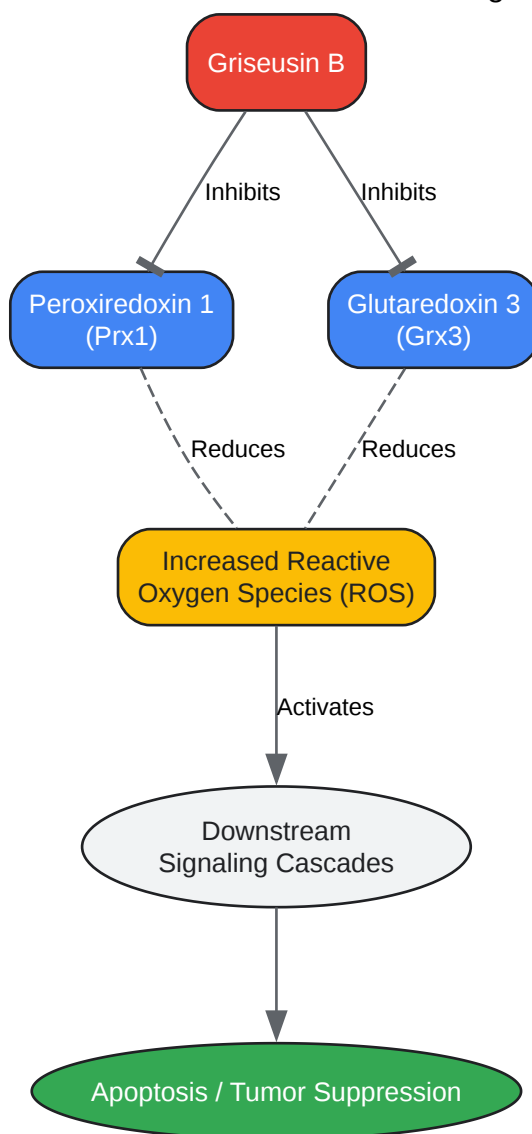 Griseusin B
Inhibits
Inhibits
Peroxiredoxin 1
(Prx1)
Glutaredoxin 3
(Grx3)
Reduces
Reduces
Increased Reactive
Oxygen Species (ROS)
Activates
Downstream
Signaling Cascades
Apoptosis / Tumor Suppression